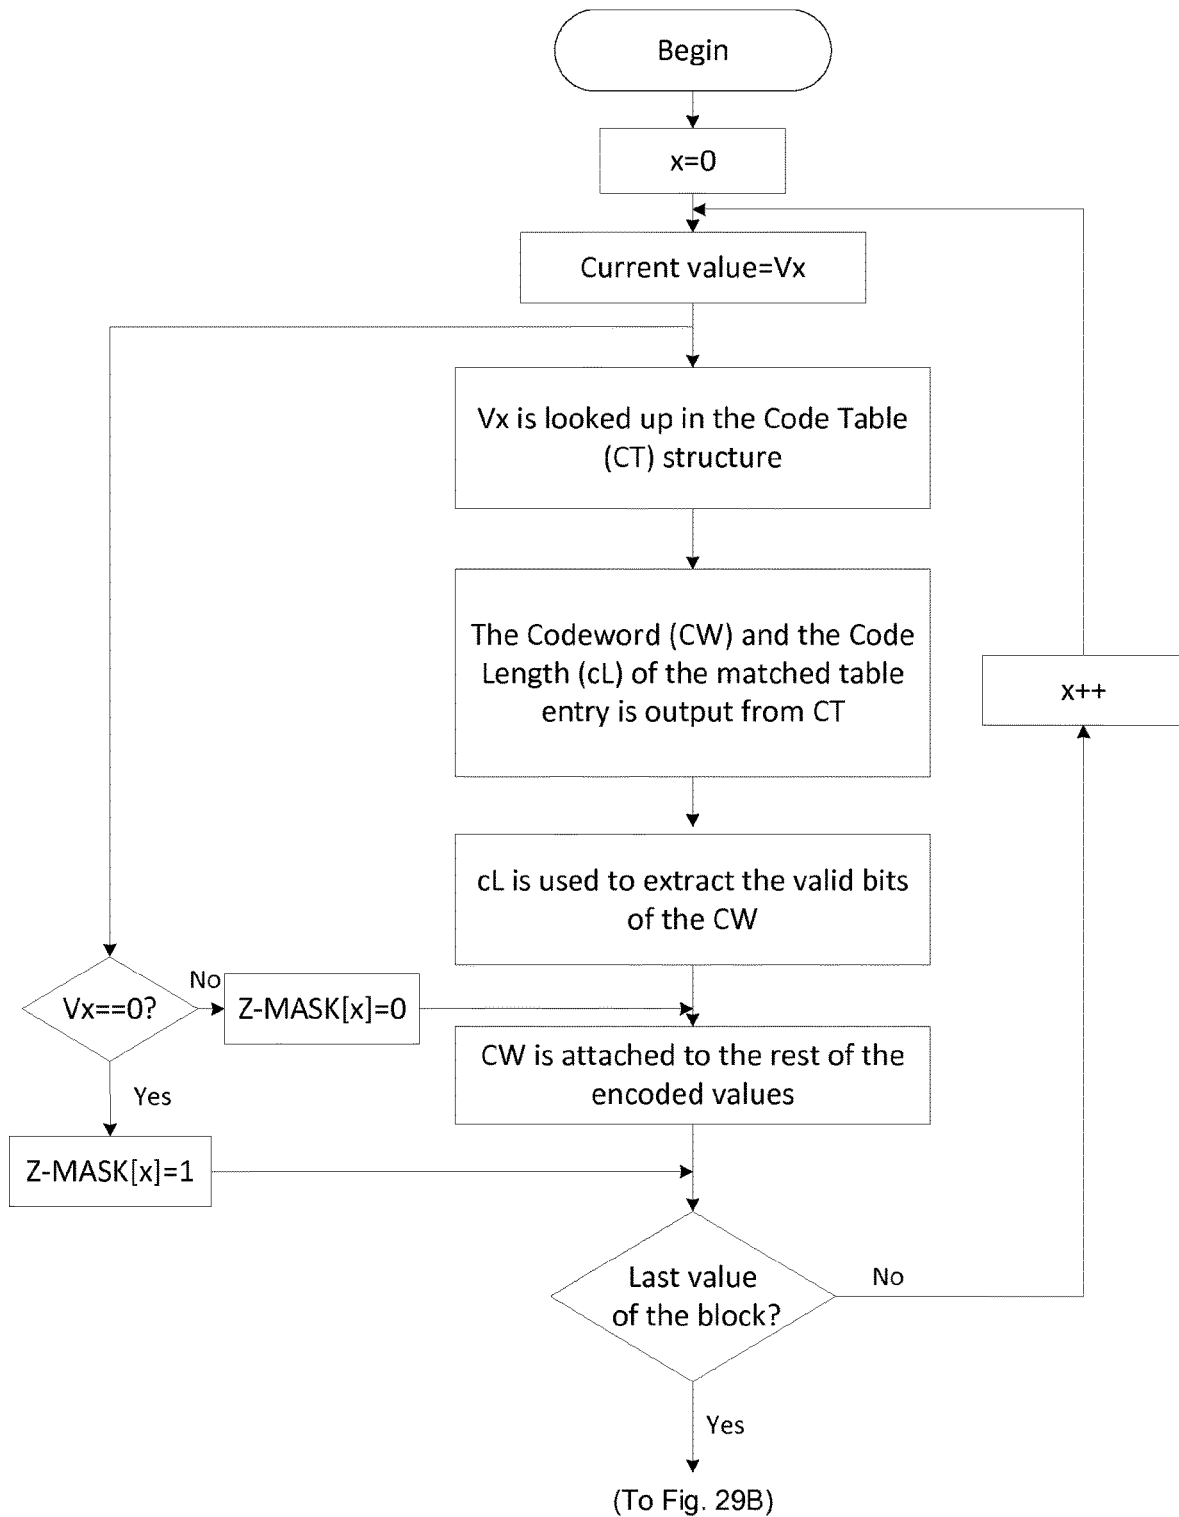 Begin
x=0
Current value=Vx
Vx is looked up in the Code Table
(CT) structure
The Codeword (CW) and the Code
Length (cL) of the matched table
entry is output from CT
x++
cL is used to extract the valid bits
of the CW
Vx==0?
No
Z-MASK[x]=0
CW is attached to the rest of the
encoded values
Yes
Z-MASK[x]=1
Last value
of the block?
No
Yes
(To Fig. 29B)